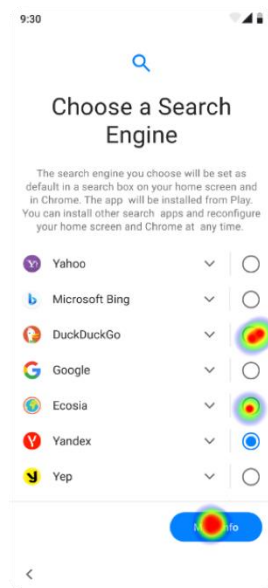 9:30
Choose a Search
Engine
The search engine you choose will be set as
default in a search box on your home screen and
in Chrome. The app will be installed from Play.
You can install other search apps and reconfigure
your home screen and Chrome at any time.
Yahoo
Microsoft Bing
DuckDuckGo
Google
Ecosia
Yandex
Yep